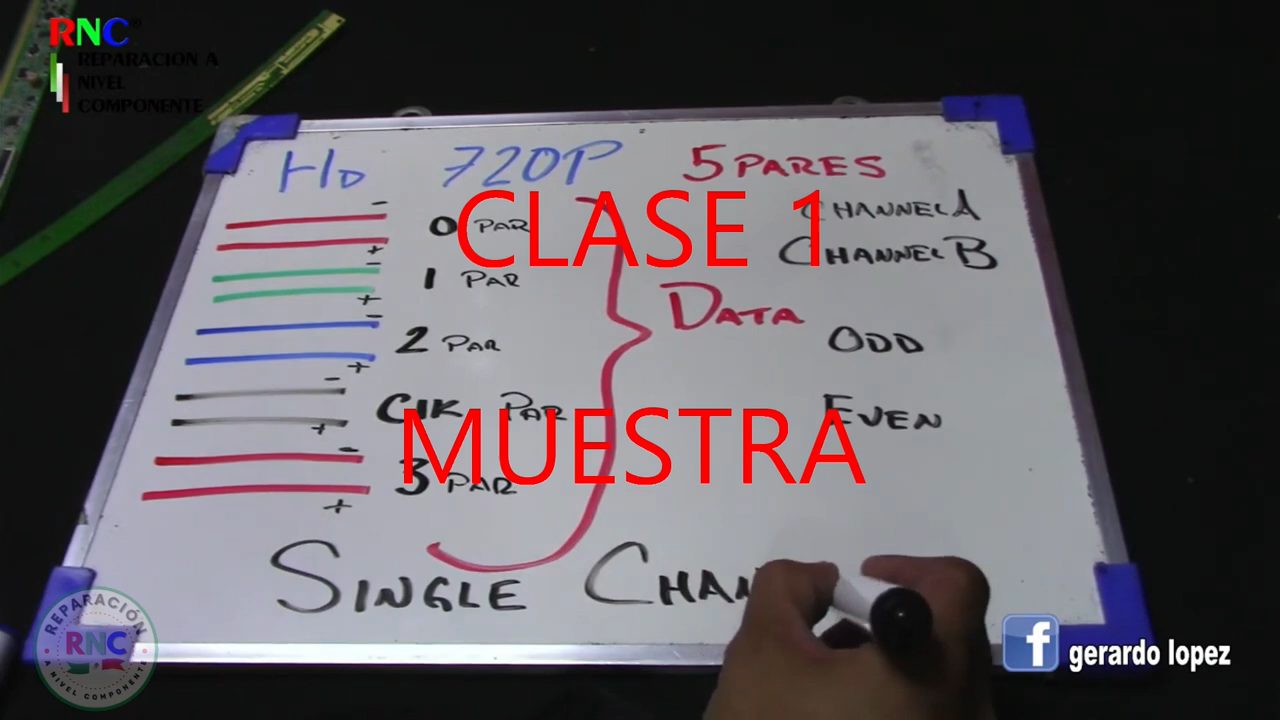 RNC
REPARACION A
NIVEL
COMPONENTE
HD 720P 5 PARES
- CHANNEL A
0 PAR
+ CHANNEL B
-
1 PAR
+ DATA
-
2 PAR ODD
+
-
CLK PAR EVEN
+
-
3 PAR
+
SINGLE CHAN
CLASE 1
MUESTRA
REPARACIÓN
RNC
A NIVEL COMPONENTE
f gerardo lopez